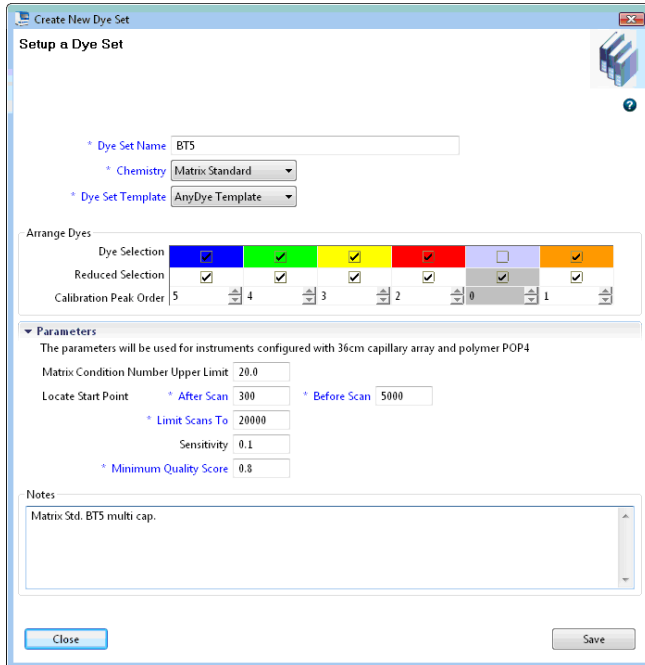 Create New Dye Set
Setup a Dye Set
* Dye Set Name BT5
* Chemistry Matrix Standard
* Dye Set Template AnyDye Template
Arrange Dyes
Dye Selection
Reduced Selection
Calibration Peak Order 5 4 3 2 0 1
Parameters
The parameters will be used for instruments configured with 36cm capillary array and polymer POP4
Matrix Condition Number Upper Limit 20.0
Locate Start Point * After Scan 300 * Before Scan 5000
* Limit Scans To 20000
Sensitivity 0.1
* Minimum Quality Score 0.8
Notes
Matrix Std. BT5 multi cap.
Close Save